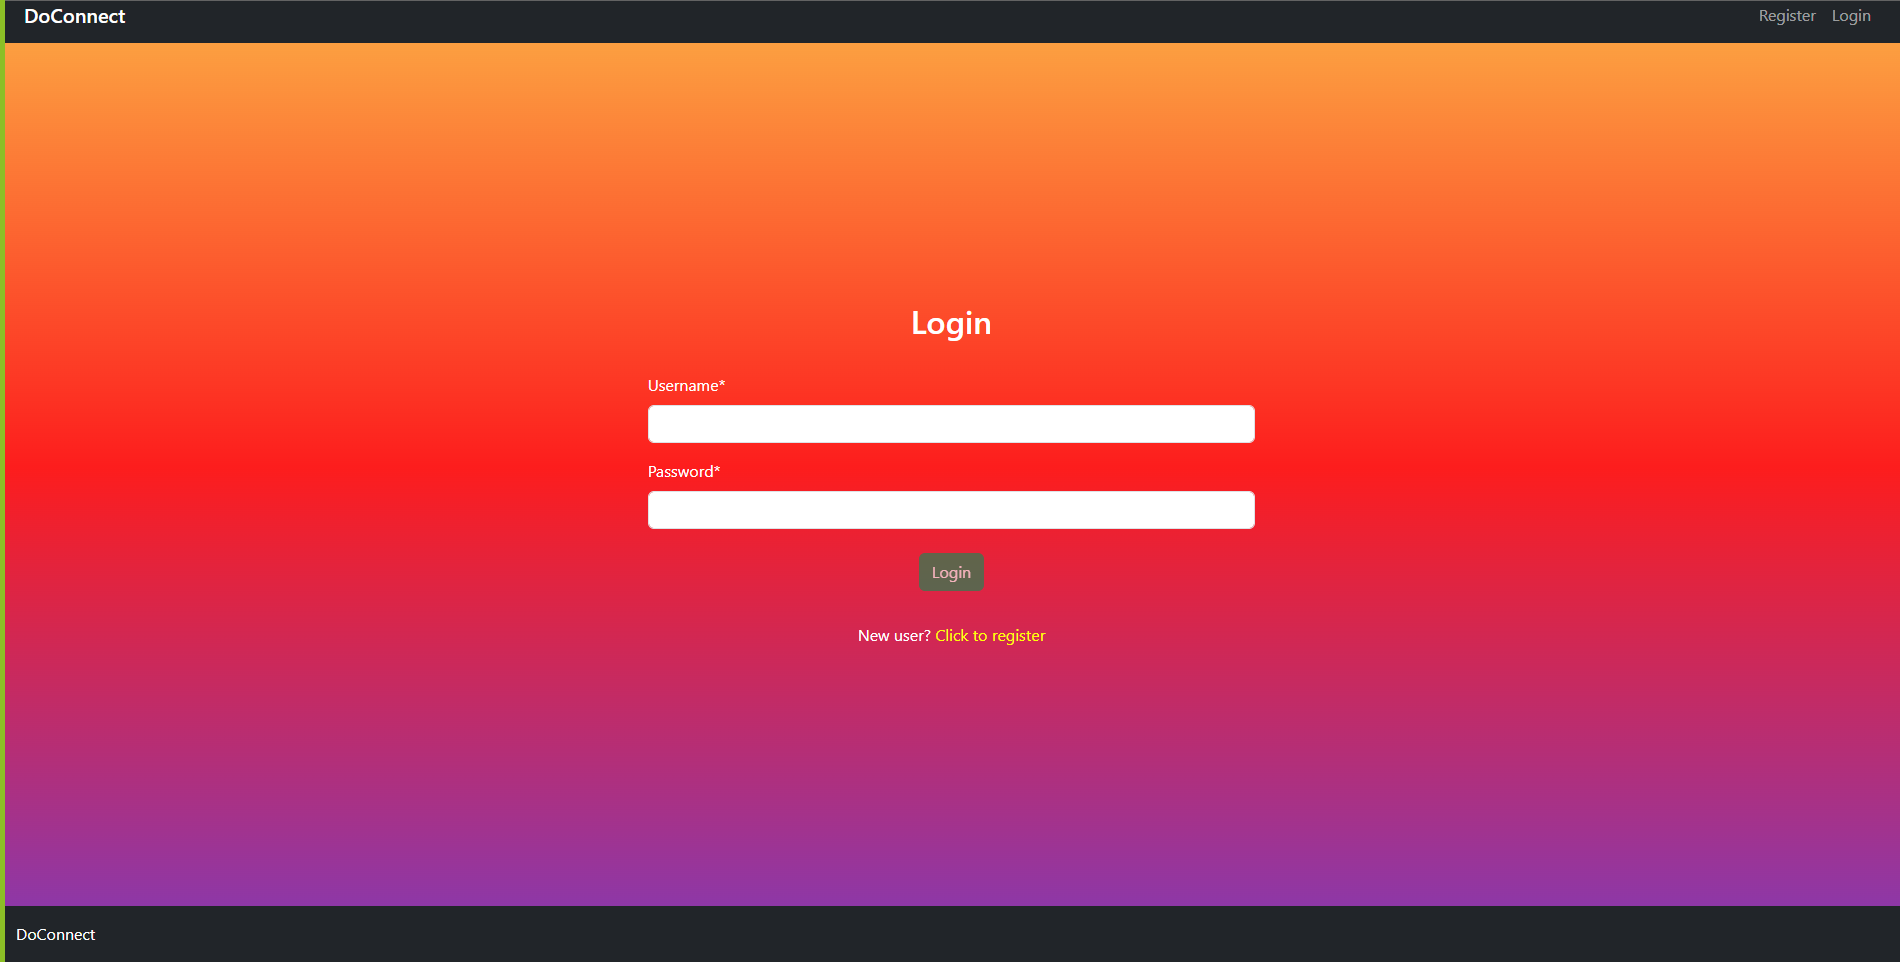 DoConnect Register Login
Login
Username*
Password*
Login
New user? Click to register
DoConnect